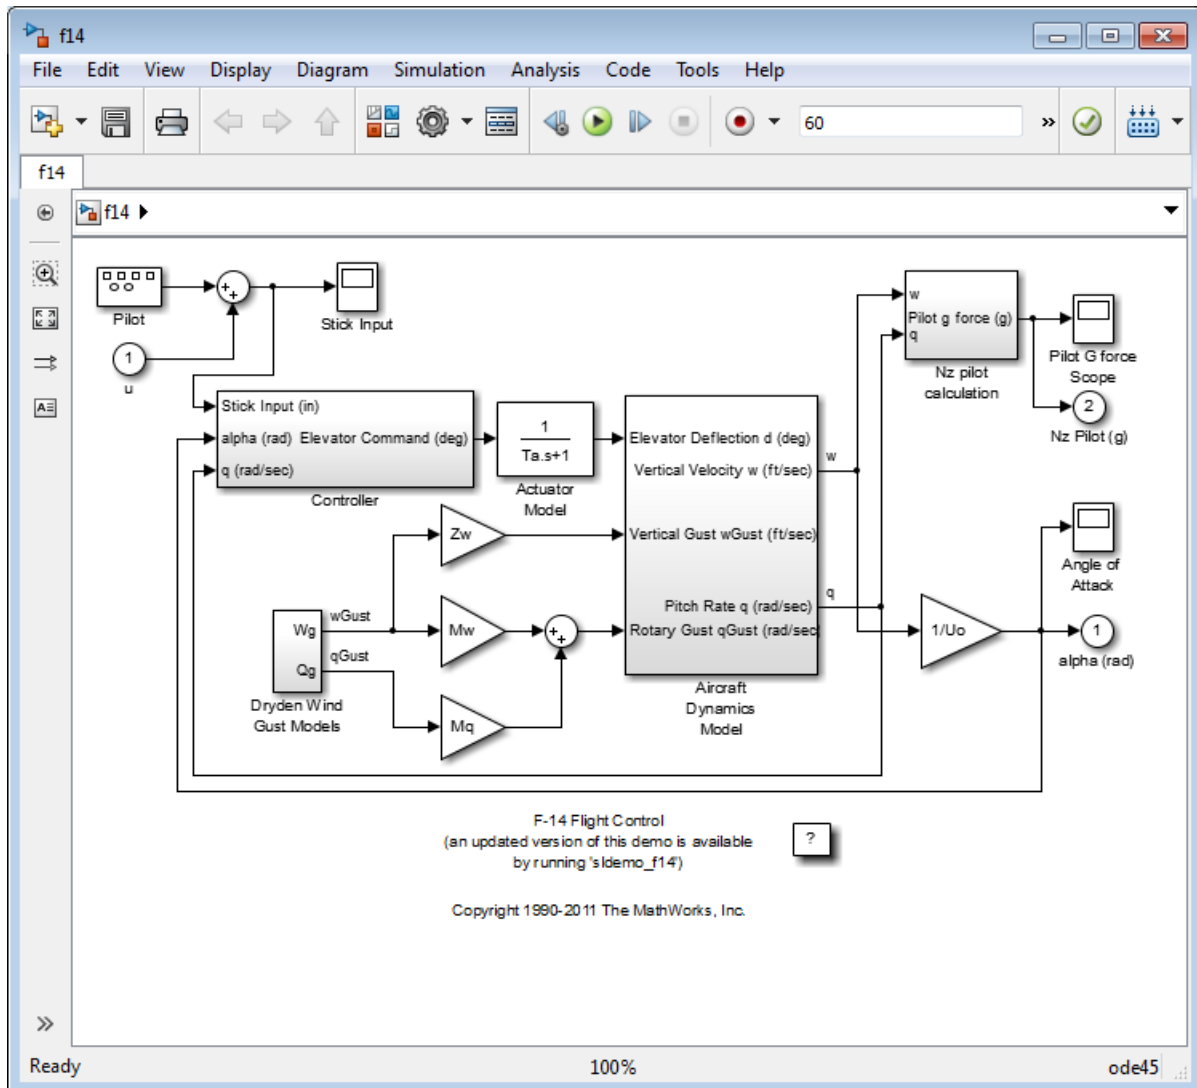 f14
File Edit View Display Diagram Simulation Analysis Code Tools Help
60
f14
f14
Pilot
Stick Input
1
u
w
Pilot g force (g)
q
Nz pilot
calculation
Pilot G force
Scope
2
Nz Pilot (g)
Stick Input (in)
alpha (rad) Elevator Command (deg)
q (rad/sec)
Controller
1
Ta.s+1
Actuator
Model
Elevator Deflection d (deg)
Vertical Velocity w (ft/sec)
Vertical Gust wGust (ft/sec)
Pitch Rate q (rad/sec)
Rotary Gust qGust (rad/sec
Aircraft
Dynamics
Model
w
q
Zw
Mw
Mq
Wg
Qg
wGust
qGust
Dryden Wind
Gust Models
1/Uo
Angle of
Attack
1
alpha (rad)
F-14 Flight Control
(an updated version of this demo is available
by running 'sldemo_f14')
?
Copyright 1990-2011 The MathWorks, Inc.
Ready 100% ode45